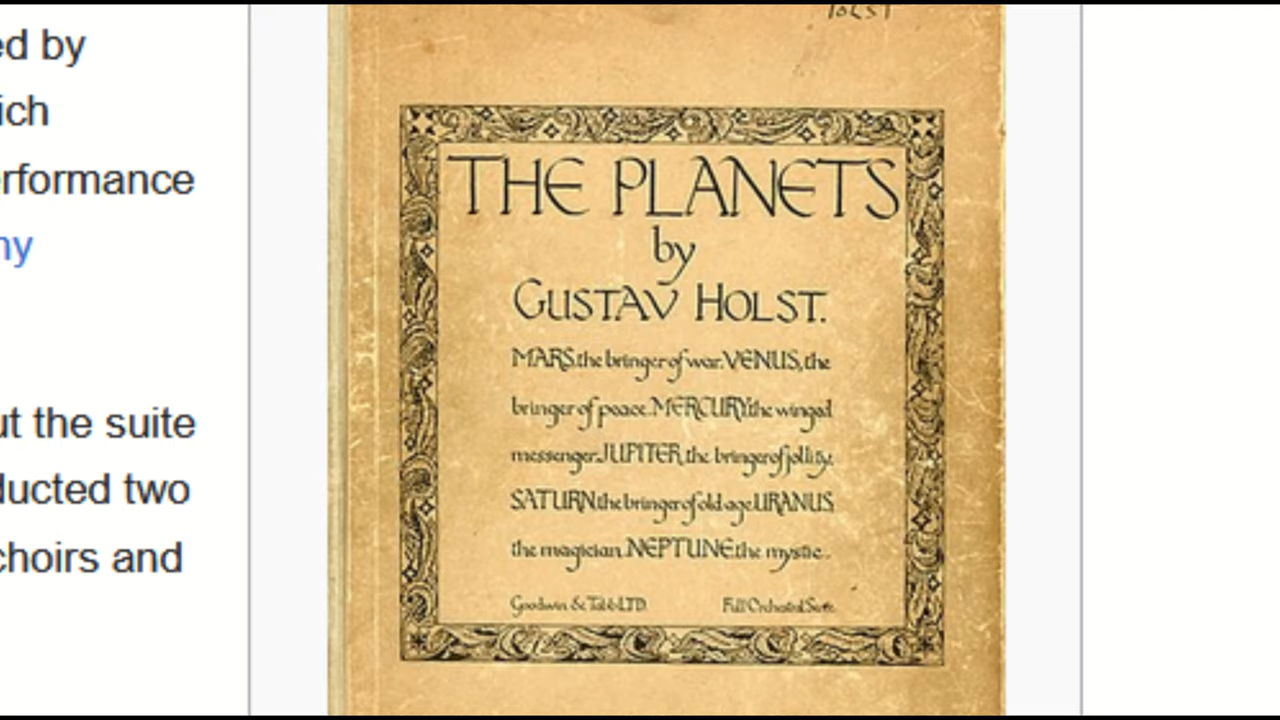 ed by
ich
rformance
ny
ut the suite
ducted two
choirs and
Holst
THE PLANETS
by
GUSTAV HOLST.
MARS, the bringer of war. VENUS, the
bringer of peace. MERCURY, the winged
messenger. JUPITER, the bringer of jollity.
SATURN, the bringer of old age. URANUS,
the magician. NEPTUNE, the mystic.
Goodwin & Tabb LTD. Full Orchestral Score.